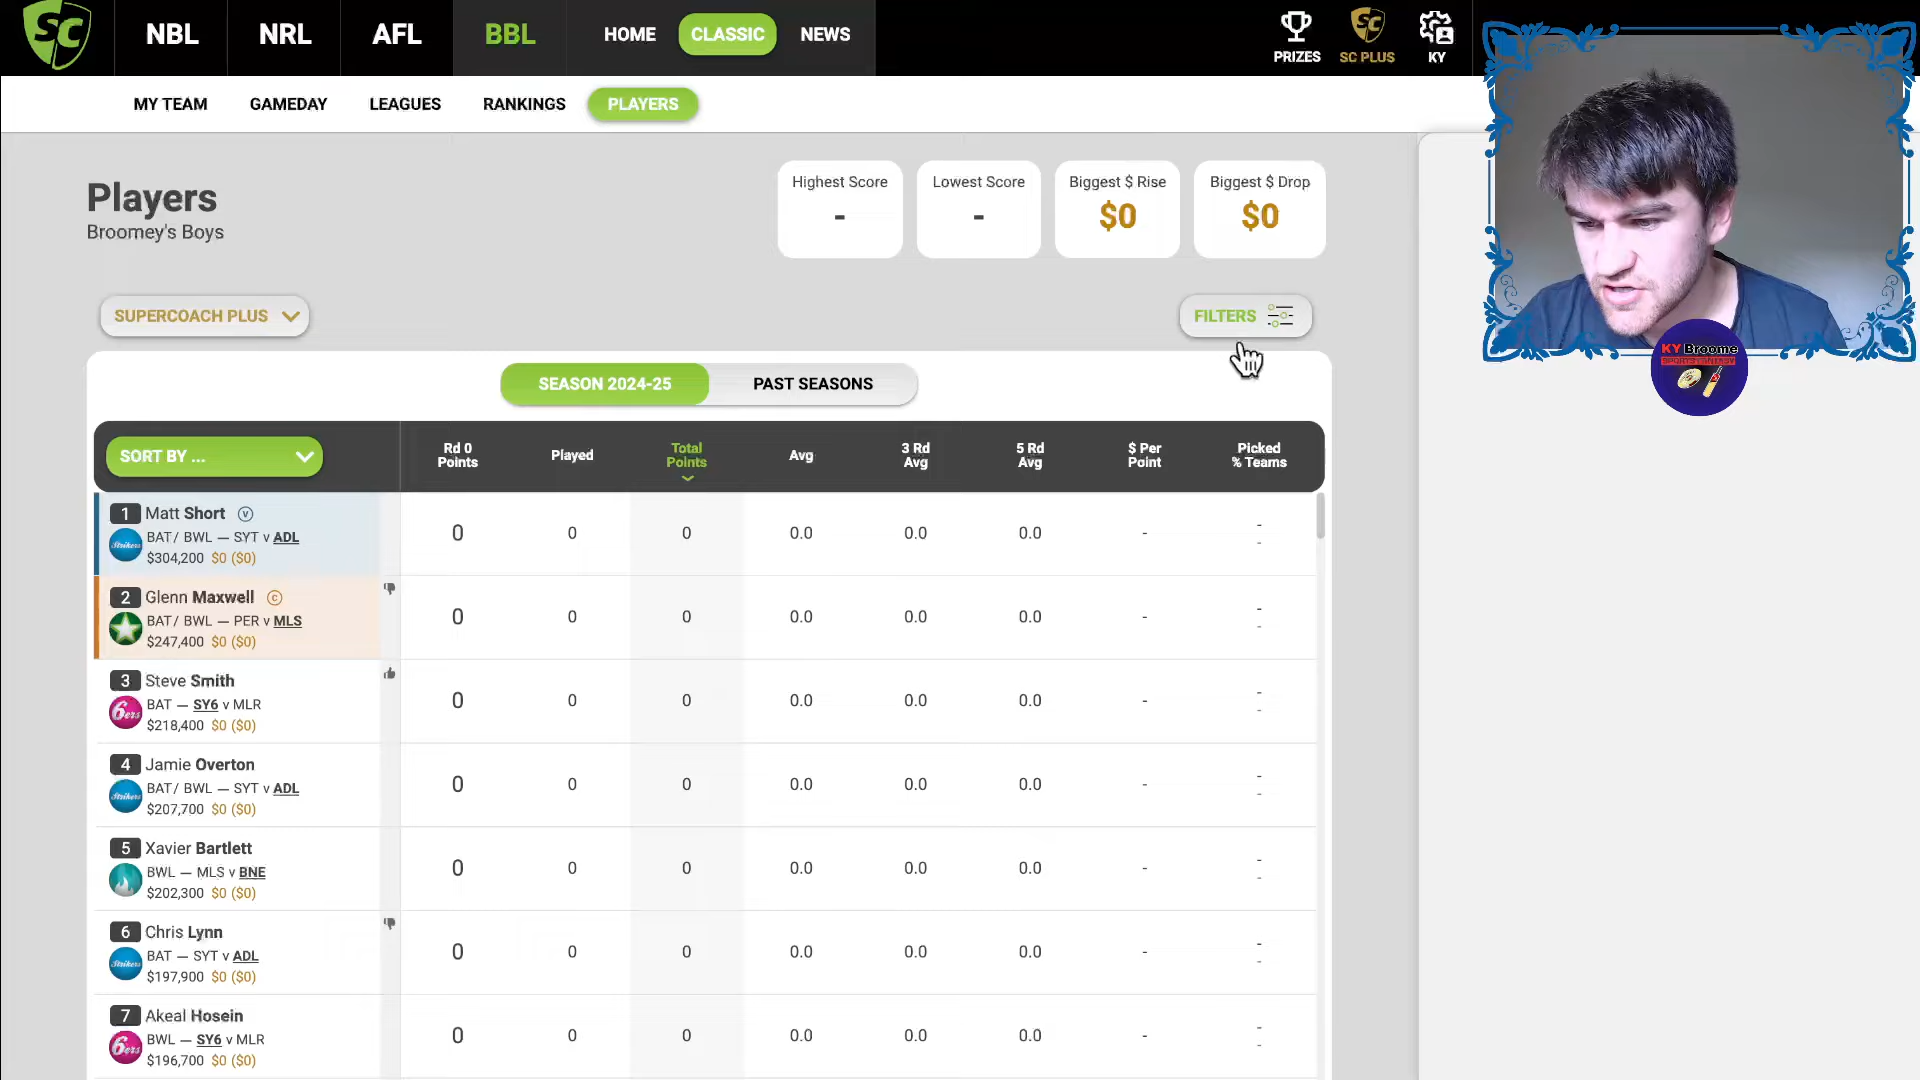 SC
NBL
NRL
AFL
BBL
HOME
CLASSIC
NEWS
PRIZES
SC
SC PLUS
KY
MY TEAM
GAMEDAY
LEAGUES
RANKINGS
PLAYERS
Players
Broomey's Boys
Highest Score
-
Lowest Score
-
Biggest $ Rise
$0
Biggest $ Drop
$0
KY Broome
SUPERCOACH PLUS
FILTERS
SEASON 2024-25
PAST SEASONS
SORT BY ...
Rd 0
Points
Played
Total
Points
Avg
3 Rd
Avg
5 Rd
Avg
$ Per
Point
Picked
% Teams
1 Matt Short V
Strikers
BAT/ BWL — SYT v ADL
$304,200 $0 ($0)
0 0 0 0.0 0.0 0.0 - -
-
2 Glenn Maxwell C
BAT/ BWL — PER v MLS
$247,400 $0 ($0)
0 0 0 0.0 0.0 0.0 - -
-
3 Steve Smith
6ers
BAT — SY6 v MLR
$218,400 $0 ($0)
0 0 0 0.0 0.0 0.0 - -
-
4 Jamie Overton
Strikers
BAT/ BWL — SYT v ADL
$207,700 $0 ($0)
0 0 0 0.0 0.0 0.0 - -
-
5 Xavier Bartlett
BWL — MLS v BNE
$202,300 $0 ($0)
0 0 0 0.0 0.0 0.0 - -
-
6 Chris Lynn
Strikers
BAT — SYT v ADL
$197,900 $0 ($0)
0 0 0 0.0 0.0 0.0 - -
-
7 Akeal Hosein
6ers
BWL — SY6 v MLR
$196,700 $0 ($0)
0 0 0 0.0 0.0 0.0 - -
-